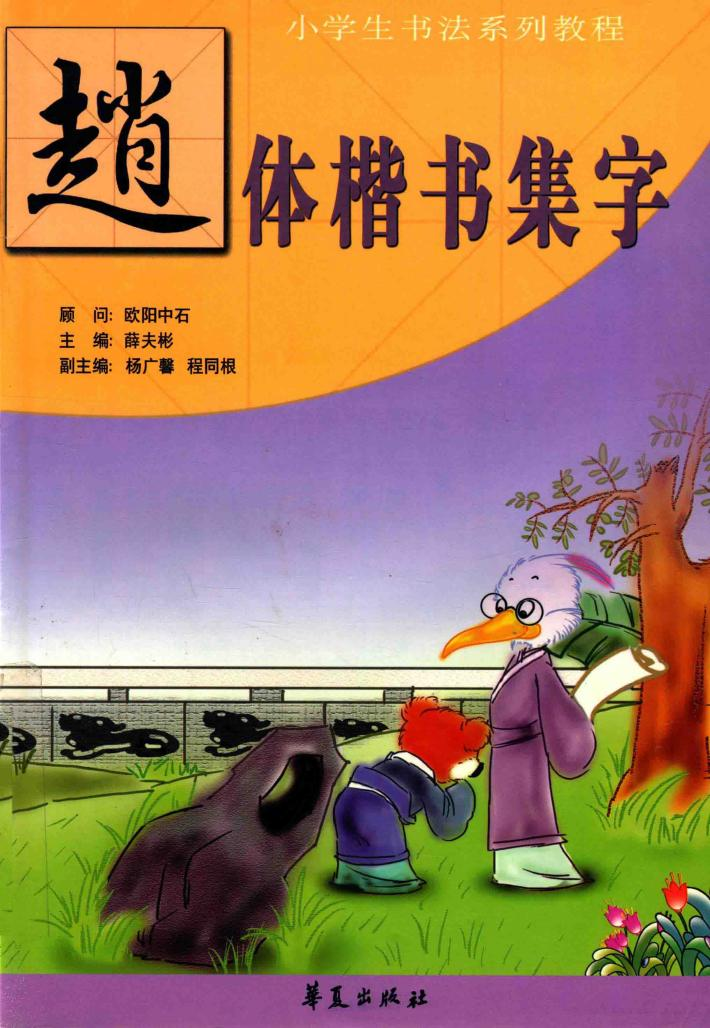 小学生书法系列教程
趙
体楷书集字
顾 问: 欧阳中石
主 编: 薛夫彬
副主编: 杨广馨 程同根
华夏出版社